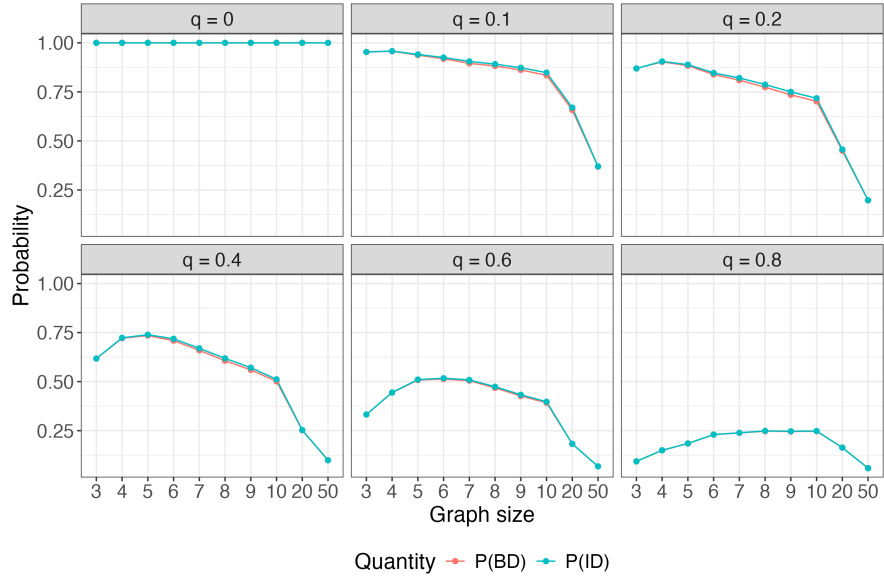 q = 0 q = 0.1 q = 0.2
1.00
0.75
0.50
0.25
q = 0.4 q = 0.6 q = 0.8
1.00
0.75
0.50
0.25
Probability
3 4 5 6 7 8 9 10 20 50 3 4 5 6 7 8 9 10 20 50 3 4 5 6 7 8 9 10 20 50
Graph size
Quantity P(BD) P(ID)